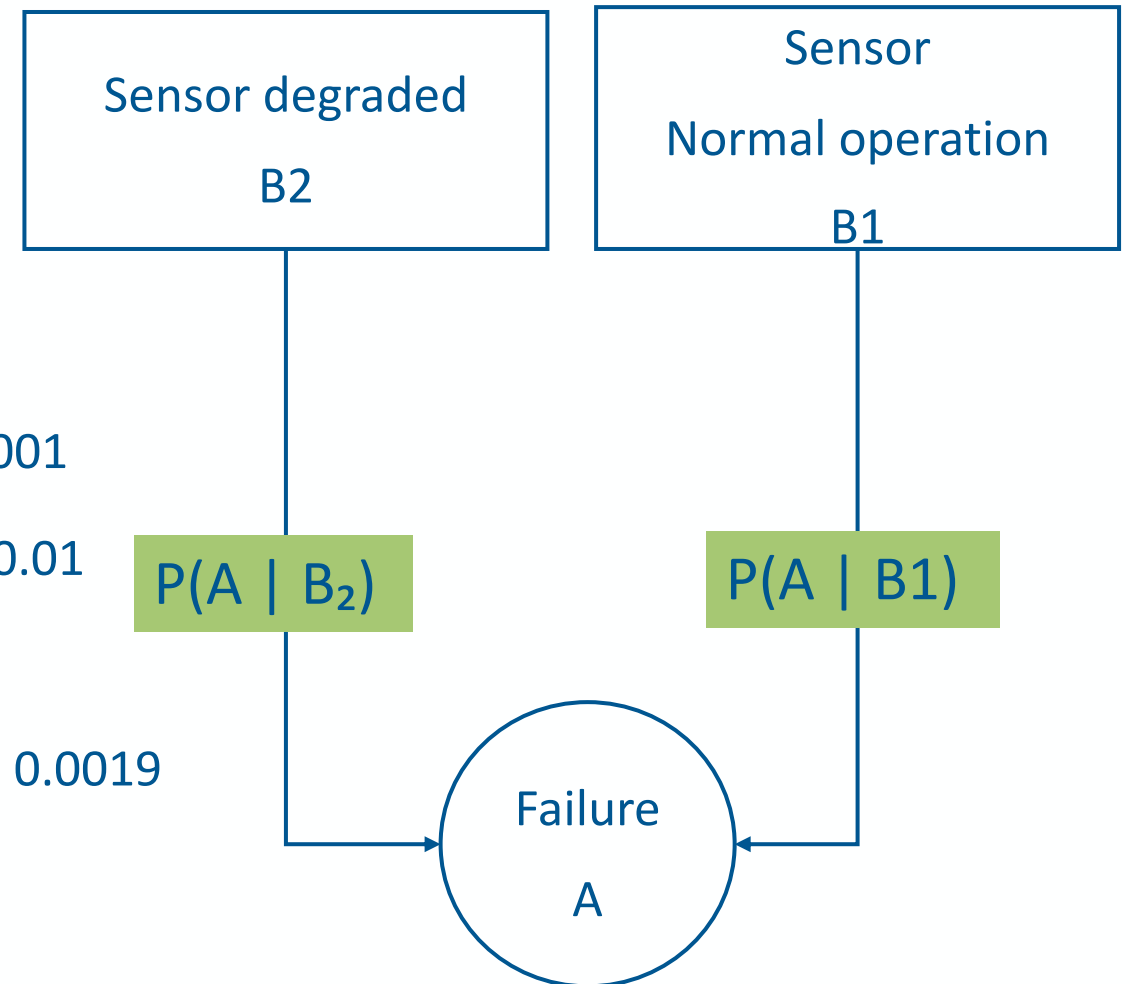 Sensor degraded
B2
Sensor
Normal operation
B1
001
0.01
P(A | B₂)
P(A | B1)
0.0019
Failure
A